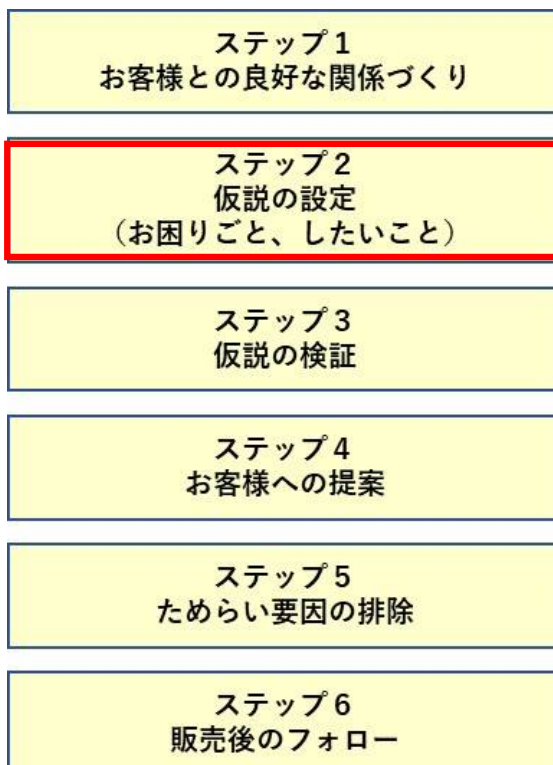 ステップ1
お客様との良好な関係づくり
ステップ2
仮説の設定
（お困りごと、したいこと）
ステップ3
仮説の検証
ステップ4
お客様への提案
ステップ5
ためらい要因の排除
ステップ6
販売後のフォロー